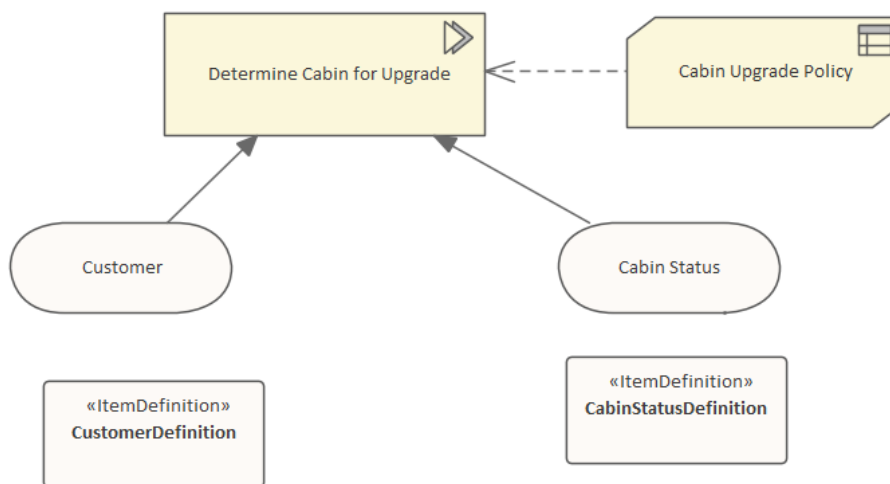 Determine Cabin for Upgrade
Cabin Upgrade Policy
Customer
Cabin Status
«ItemDefinition»
CustomerDefinition
«ItemDefinition»
CabinStatusDefinition